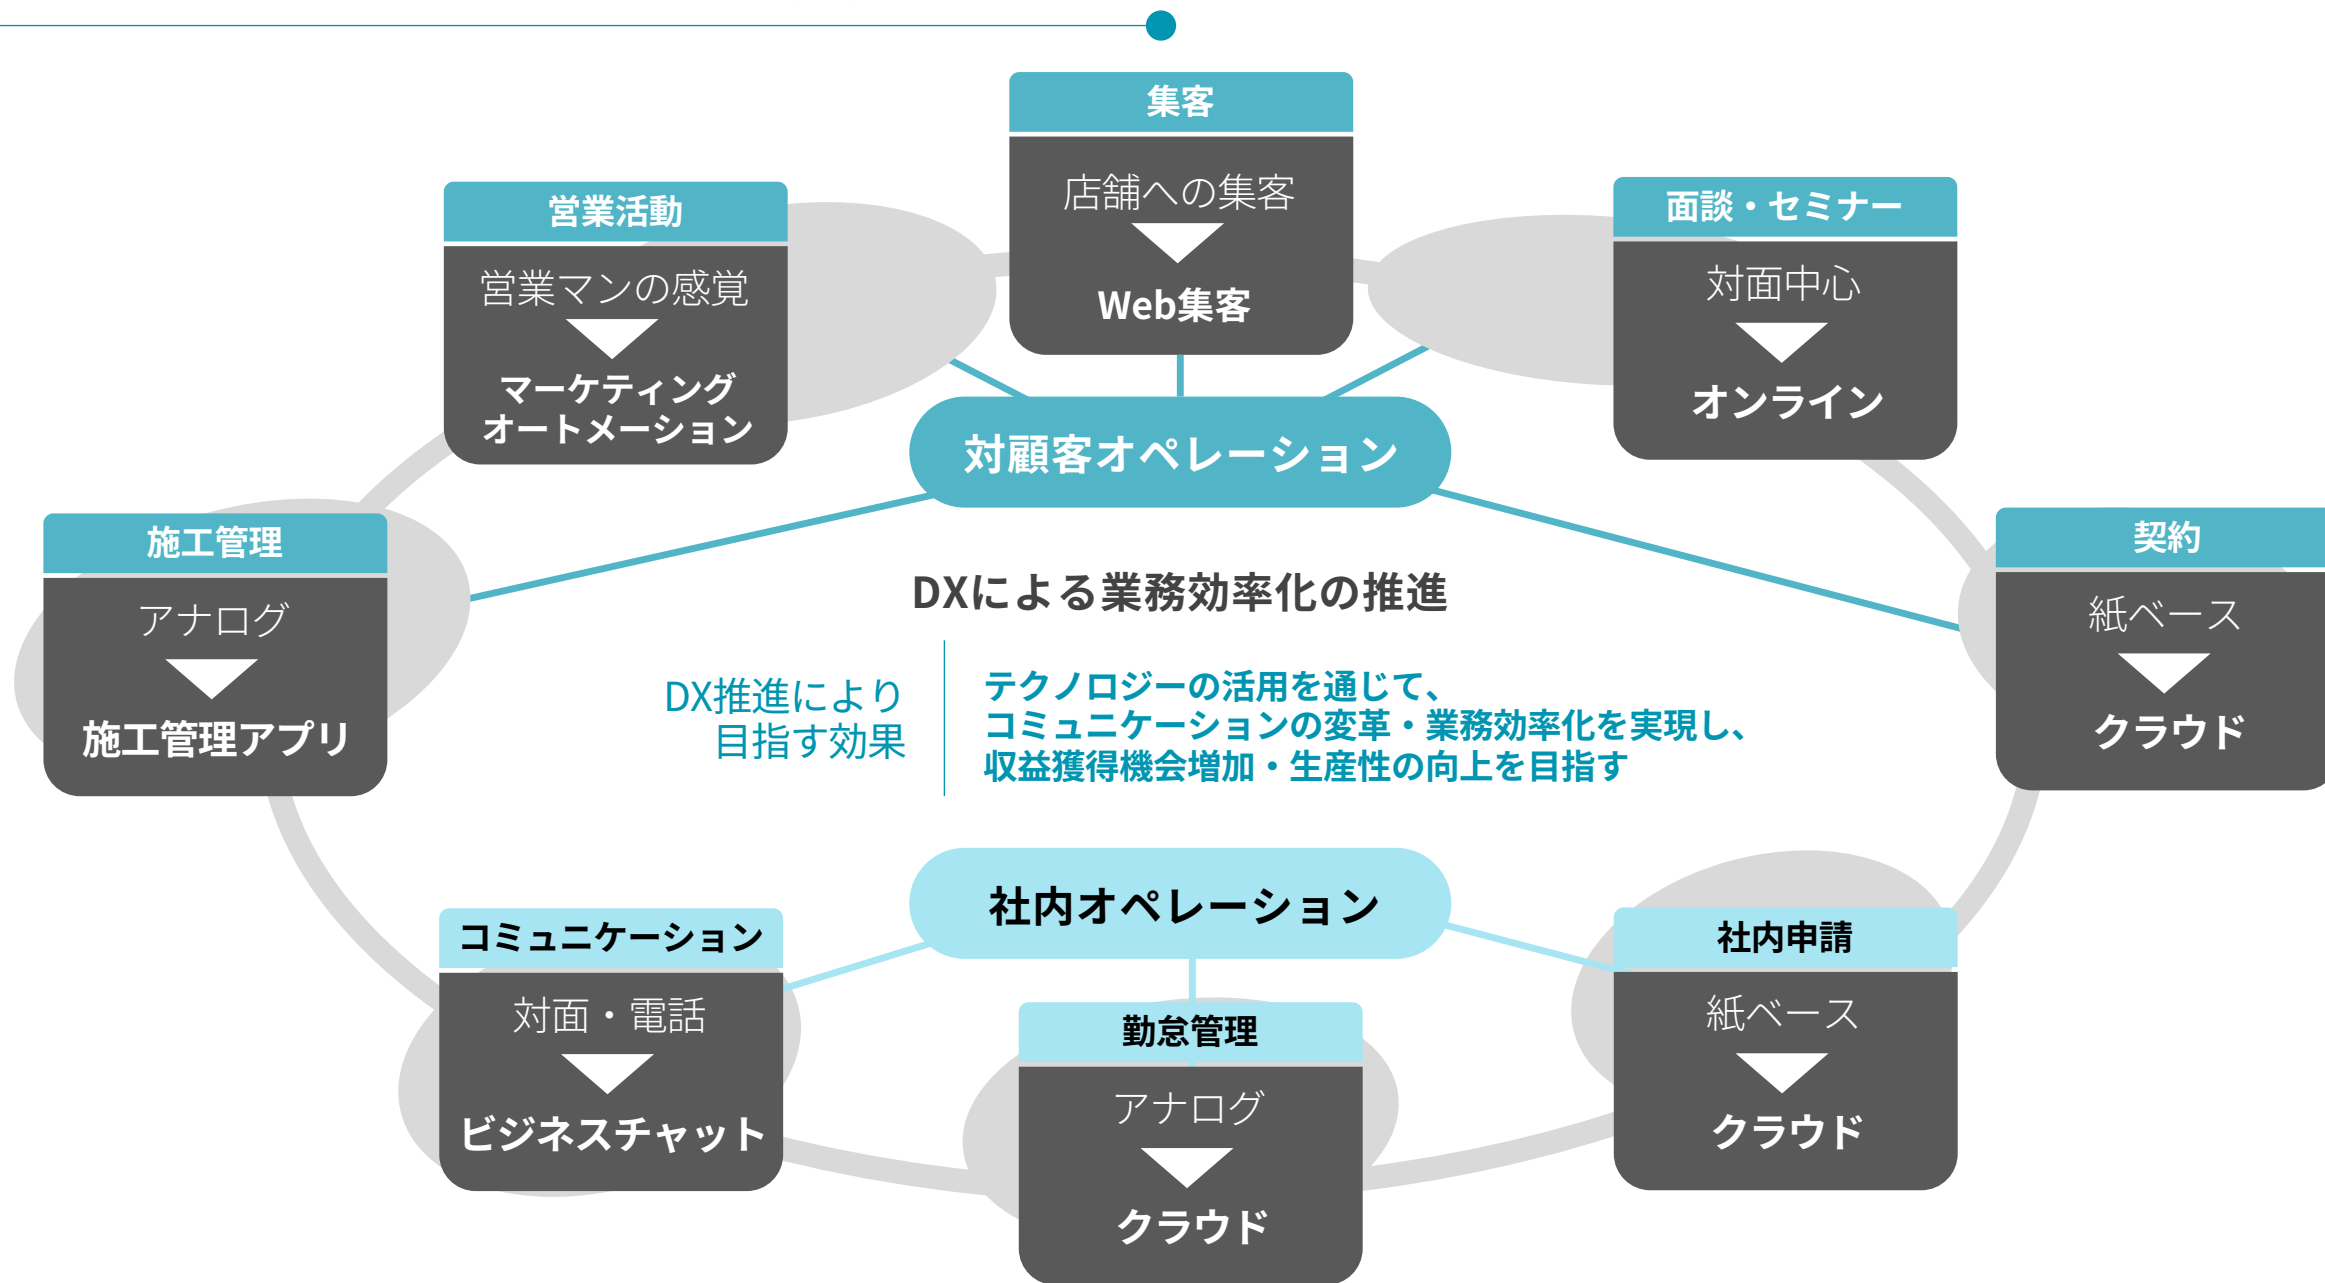 集客
店舗への集客
Web集客
営業活動
営業マンの感覚
マーケティング
オートメーション
面談・セミナー
対面中心
オンライン
対顧客オペレーション
施工管理
アナログ
施工管理アプリ
契約
紙ベース
クラウド
DXによる業務効率化の推進
DX推進により
目指す効果
テクノロジーの活用を通じて、
コミュニケーションの変革・業務効率化を実現し、
収益獲得機会増加・生産性の向上を目指す
社内オペレーション
コミュニケーション
対面・電話
ビジネスチャット
勤怠管理
アナログ
クラウド
社内申請
紙ベース
クラウド